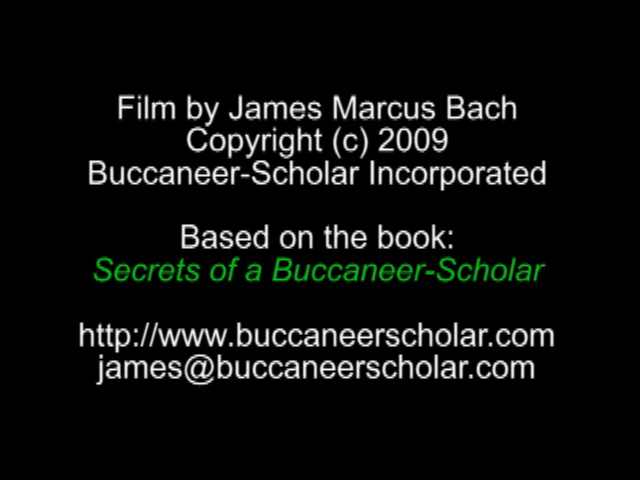 Film by James Marcus Bach
Copyright (c) 2009
Buccaneer-Scholar Incorporated
Based on the book:
Secrets of a Buccaneer-Scholar
http://www.buccaneerscholar.com
james@buccaneerscholar.com